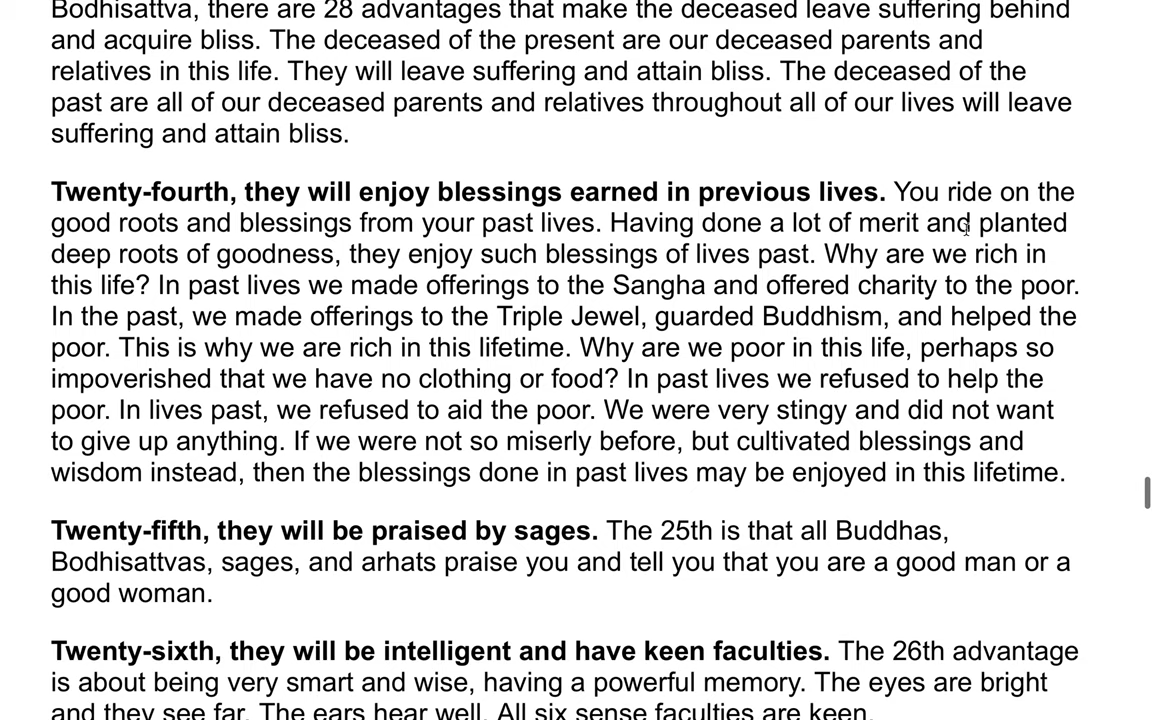 Bodhisattva, there are 28 advantages that make the deceased leave suffering behind
and acquire bliss. The deceased of the present are our deceased parents and
relatives in this life. They will leave suffering and attain bliss. The deceased of the
past are all of our deceased parents and relatives throughout all of our lives will leave
suffering and attain bliss.
Twenty-fourth, they will enjoy blessings earned in previous lives. You ride on the
good roots and blessings from your past lives. Having done a lot of merit and planted
deep roots of goodness, they enjoy such blessings of lives past. Why are we rich in
this life? In past lives we made offerings to the Sangha and offered charity to the poor.
In the past, we made offerings to the Triple Jewel, guarded Buddhism, and helped the
poor. This is why we are rich in this lifetime. Why are we poor in this life, perhaps so
impoverished that we have no clothing or food? In past lives we refused to help the
poor. In lives past, we refused to aid the poor. We were very stingy and did not want
to give up anything. If we were not so miserly before, but cultivated blessings and
wisdom instead, then the blessings done in past lives may be enjoyed in this lifetime.
Twenty-fifth, they will be praised by sages. The 25th is that all Buddhas,
Bodhisattvas, sages, and arhats praise you and tell you that you are a good man or a
good woman.
Twenty-sixth, they will be intelligent and have keen faculties. The 26th advantage
is about being very smart and wise, having a powerful memory. The eyes are bright
and they see far. The ears hear well. All six sense faculties are keen.